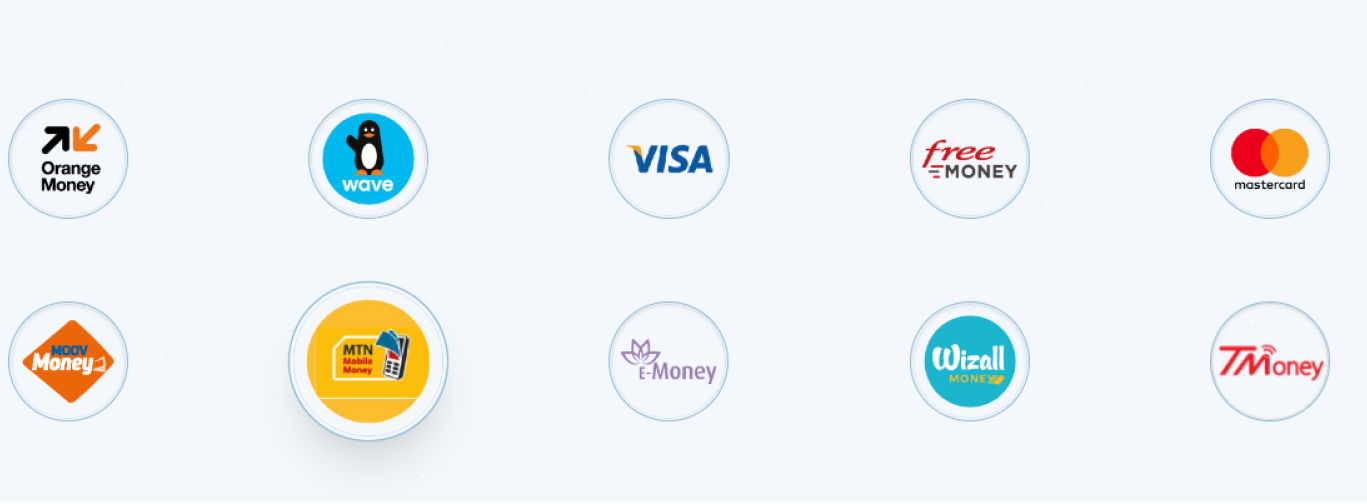 Orange
Money
wave
VISA
free
MONEY
mastercard
MOOV
Money
MTN
Mobile
Money
E-Money
Wizall
MONEY
TMoney